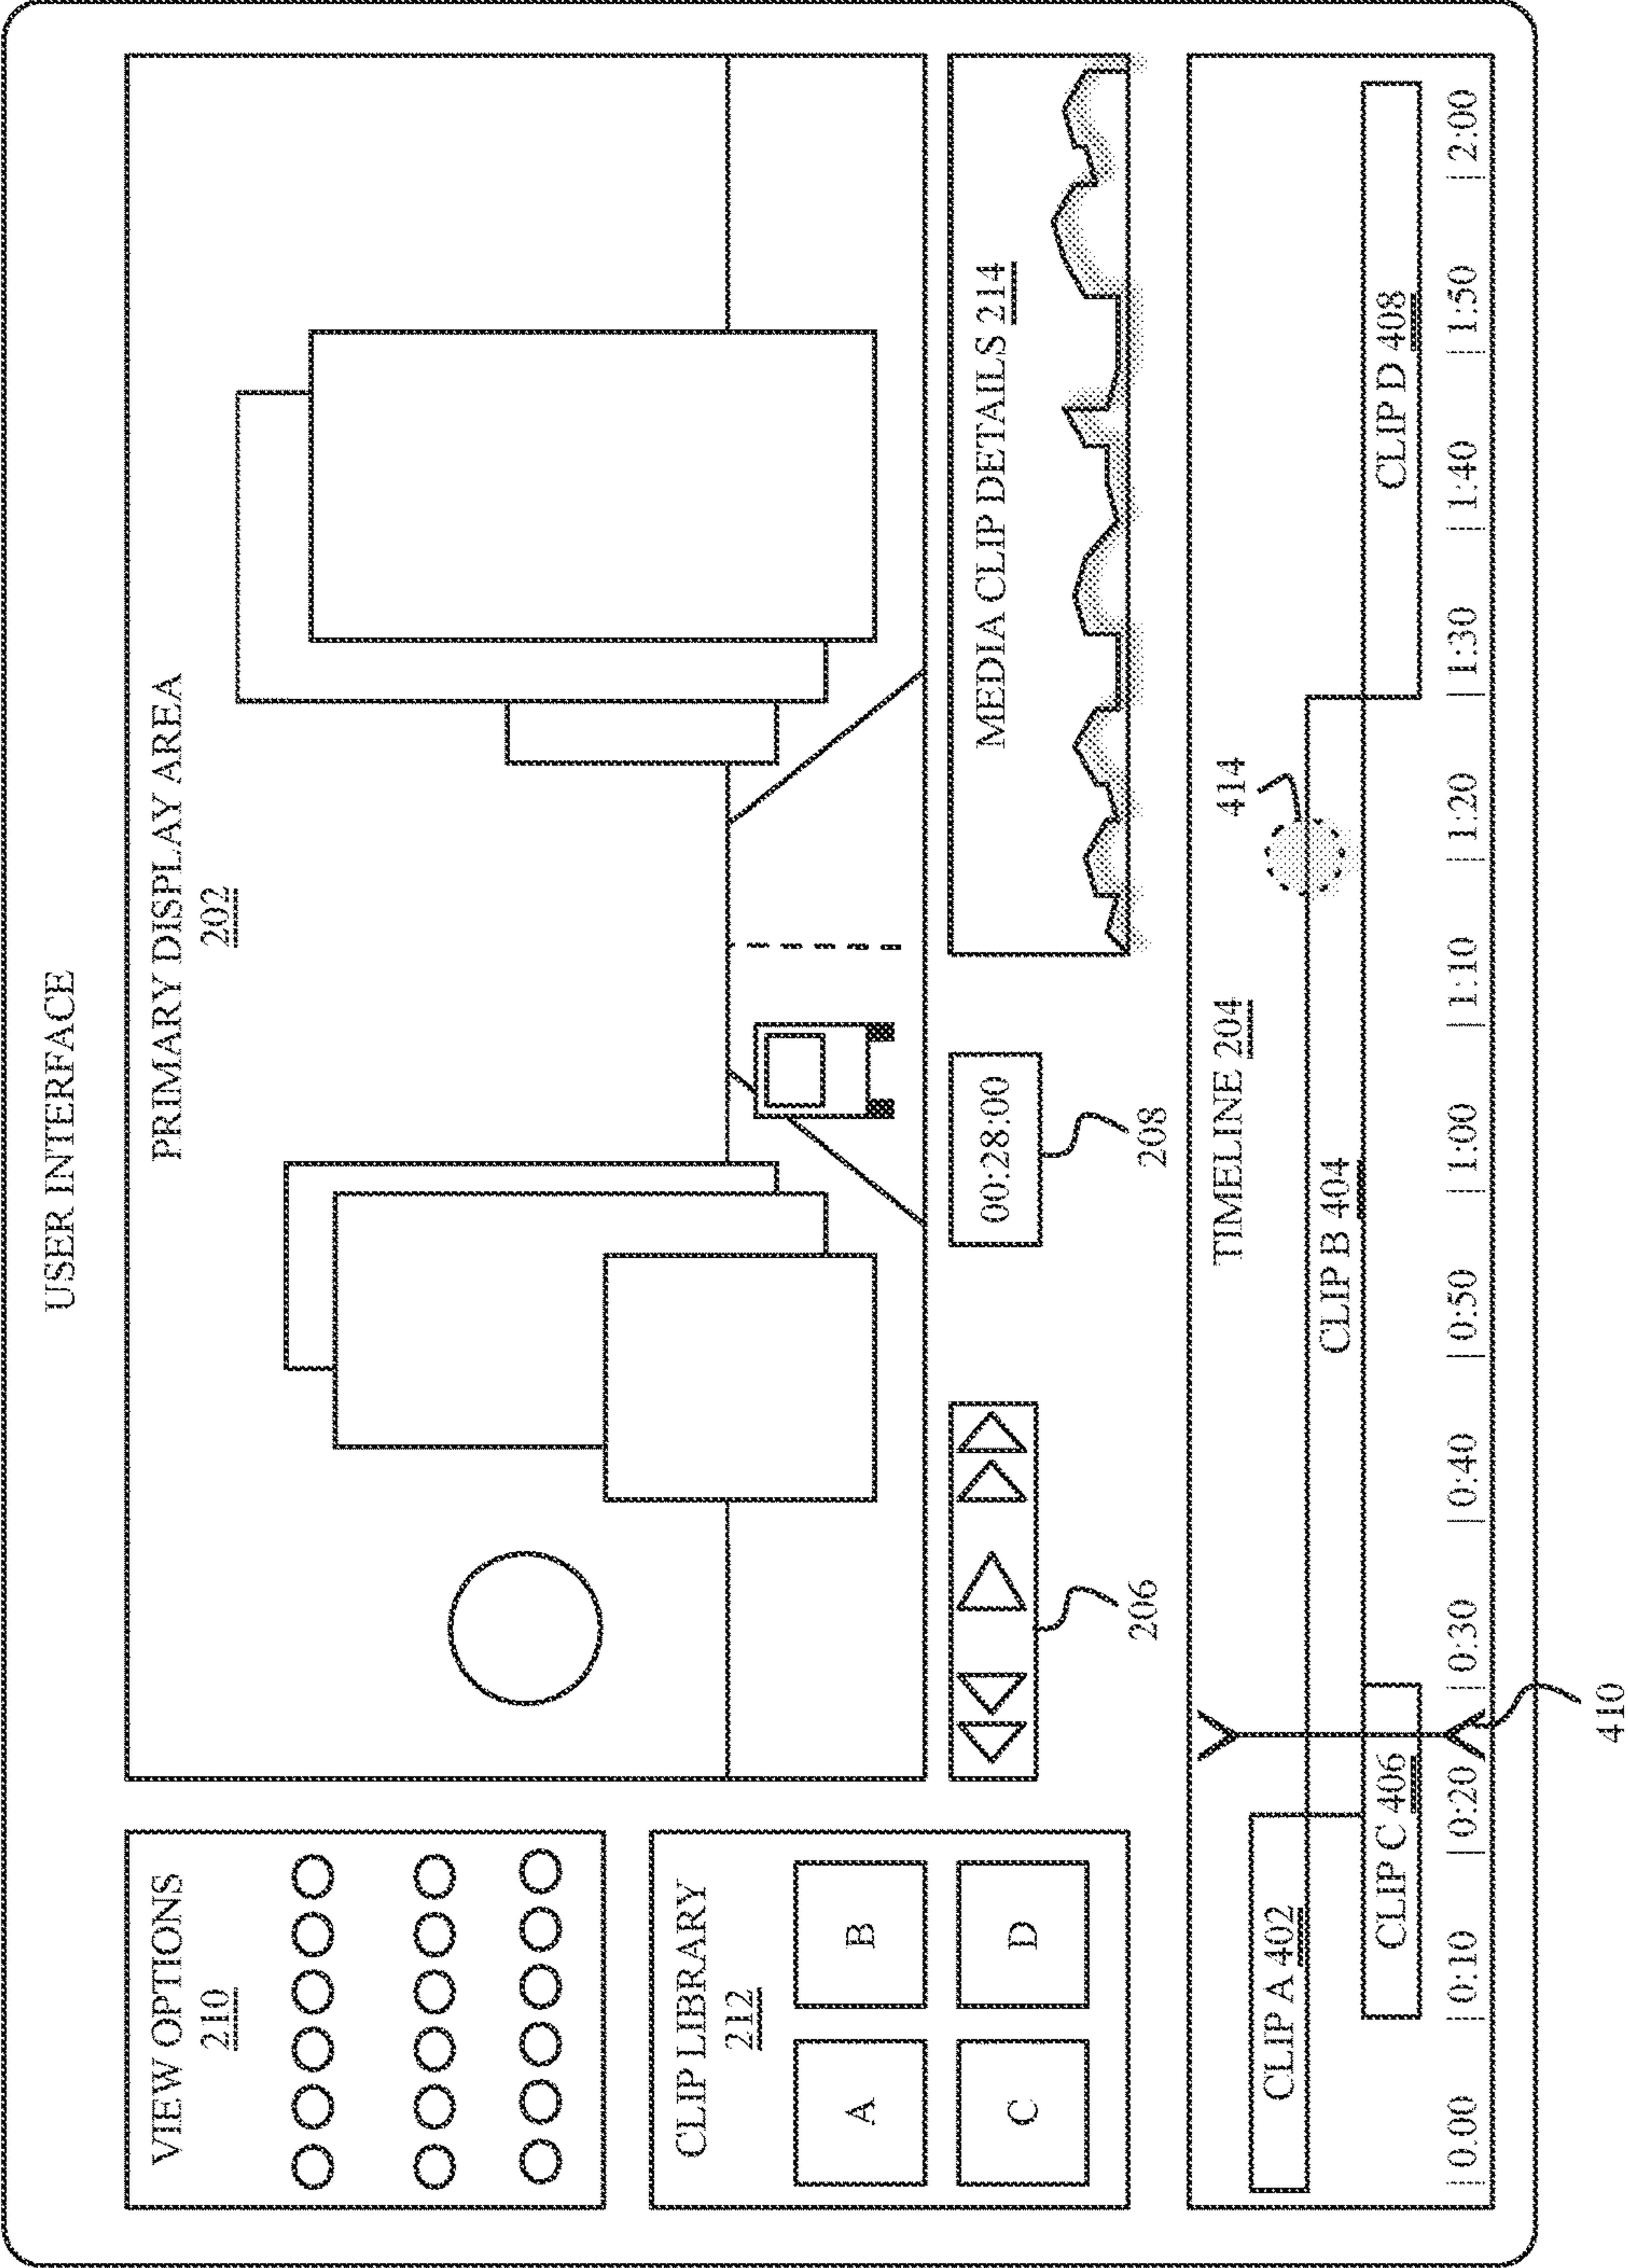 USER INTERFACE
VIEW OPTIONS
210
PRIMARY DISPLAY AREA
202
CLIP LIBRARY
212
A
B
C
D
206
00:28:00
208
MEDIA CLIP DETAILS 214
TIMELINE 204
414
CLIP A 402
CLIP B 404
CLIP C 406
CLIP D 408
|0.00 |0:10 |0:20 |0:30 |0:40 |0:50 |1:00 |1:10 |1:20 |1:30 |1:40 |1:50 |2:00
410